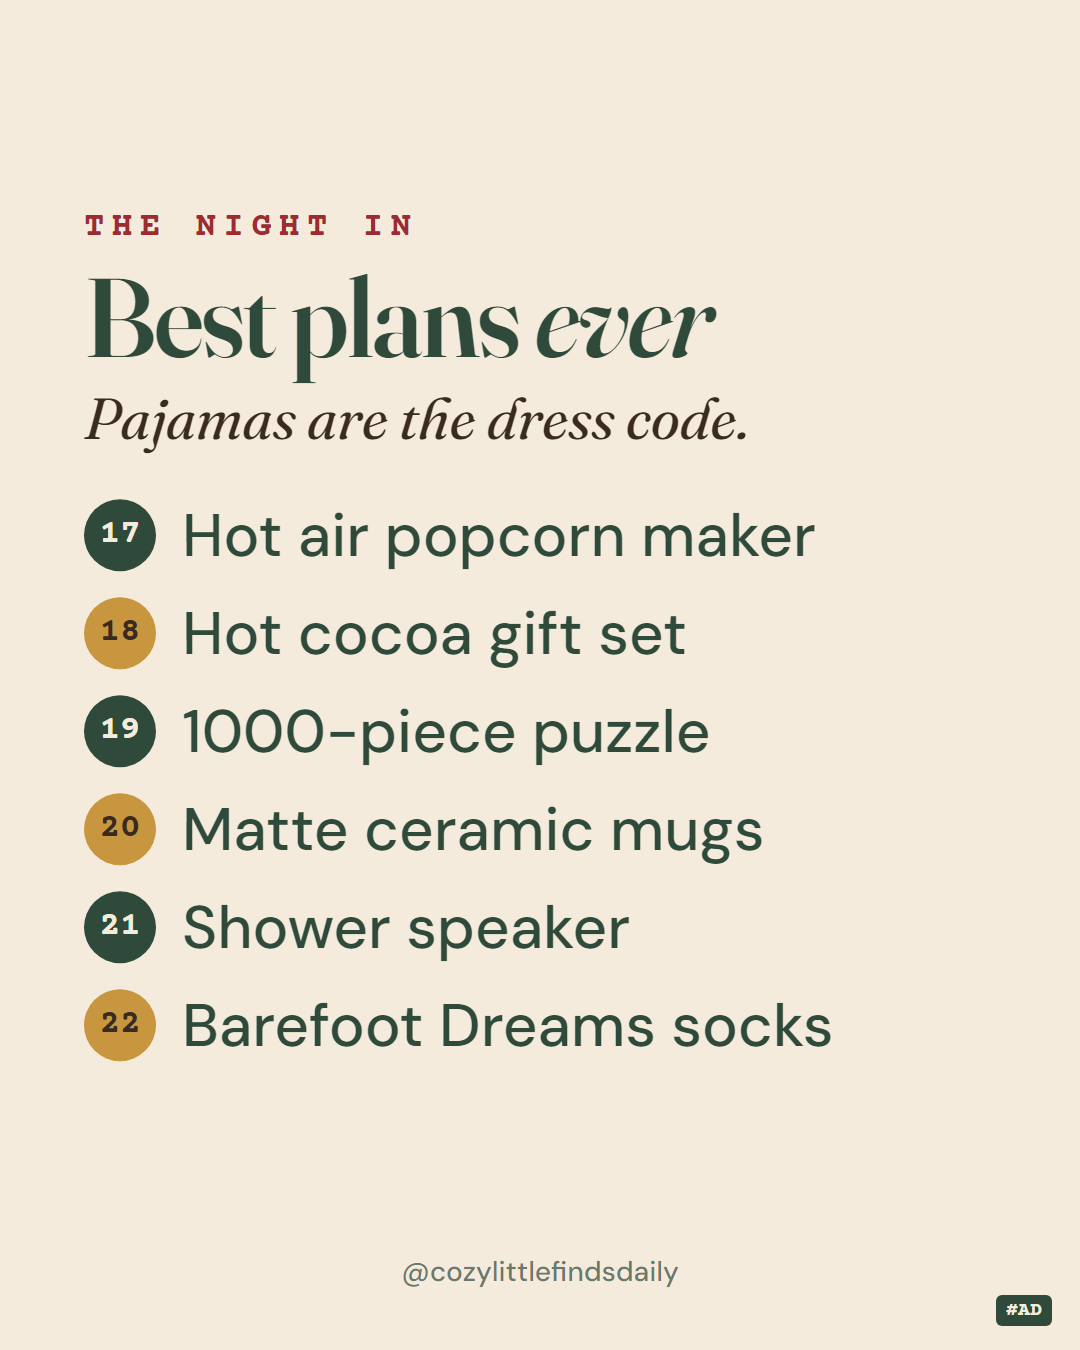 THE NIGHT IN
Best plans ever
Pajamas are the dress code.
17 Hot air popcorn maker
18 Hot cocoa gift set
19 1000-piece puzzle
20 Matte ceramic mugs
21 Shower speaker
22 Barefoot Dreams socks
@cozylittlefindsdaily
#AD